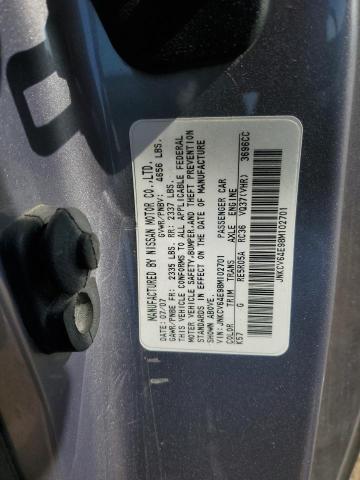 MANUFACTURED BY NISSAN MOTOR CO.,LTD.
DATE: 07/07 GVWR/PNBV: 4656 LBS.
GAWR/PNBE FR: 2335 LBS. RR: 2337 LBS.
THIS VEHICLE CONFORMS TO ALL APPLICABLE FEDERAL
MOTOR VEHICLE SAFETY,BUMPER,AND THEFT PREVENTION
STANDARDS IN EFFECT ON THE DATE OF MANUFACTURE
SHOWN ABOVE.
VIN: JNKCV64E98M102701 PASSENGER CAR
COLOR TRIM TRANS AXLE ENGINE
K57 G RE5R05A RC36 VQ37(VHR) 3696CC
JNKCV64E98M102701